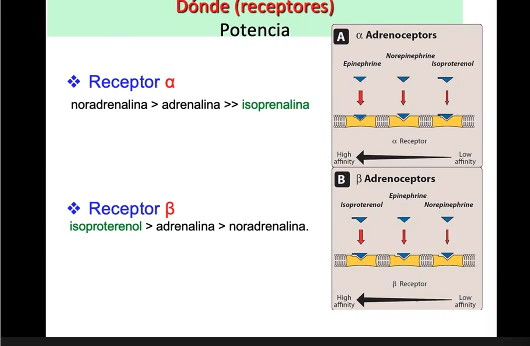 Dónde (receptores)
Potencia
Receptor α
noradrenalina > adrenalina >> isoprenalina
Receptor β
isoproterenol > adrenalina > noradrenalina.
A α Adrenoceptors
Norepinephrine
Epinephrine Isoproterenol
α Receptor
High affinity
Low affinity
B β Adrenoceptors
Epinephrine
Isoproterenol Norepinephrine
β Receptor
High affinity
Low affinity